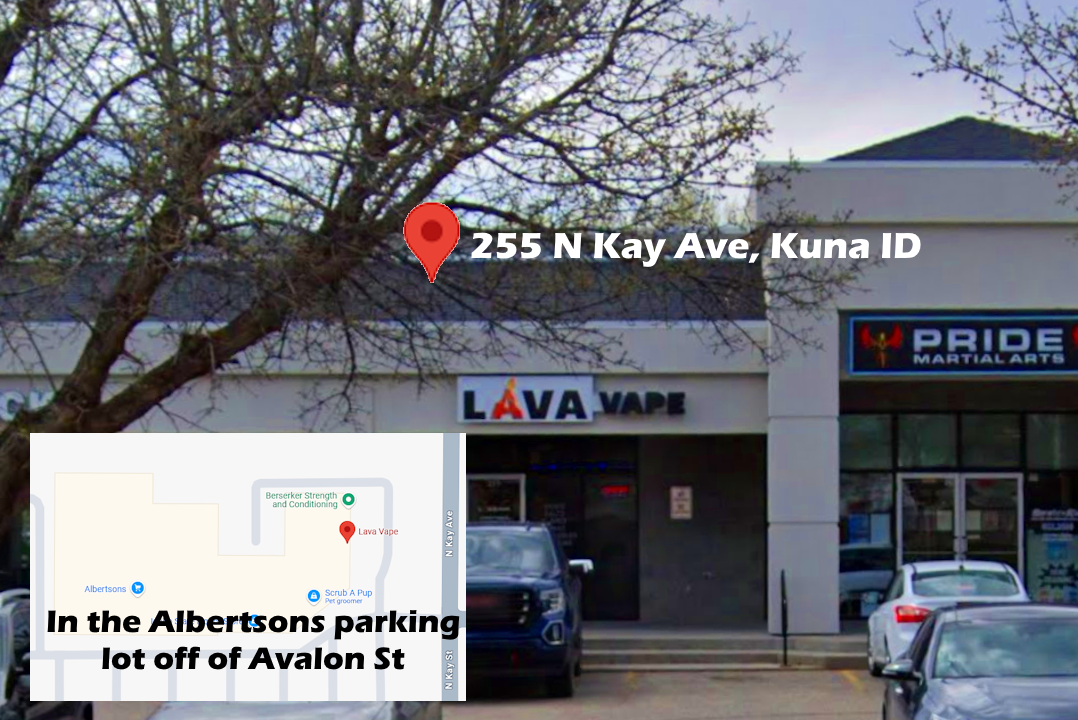 255 N Kay Ave, Kuna ID
PRIDE
MARTIAL ARTS
LAVA VAPE
Berserker Strength
and Conditioning
Lava Vape
N Kay Ave
Albertsons
Scrub A Pup
Pet groomer
In the Albertsons parking
lot off of Avalon St
N Kay St